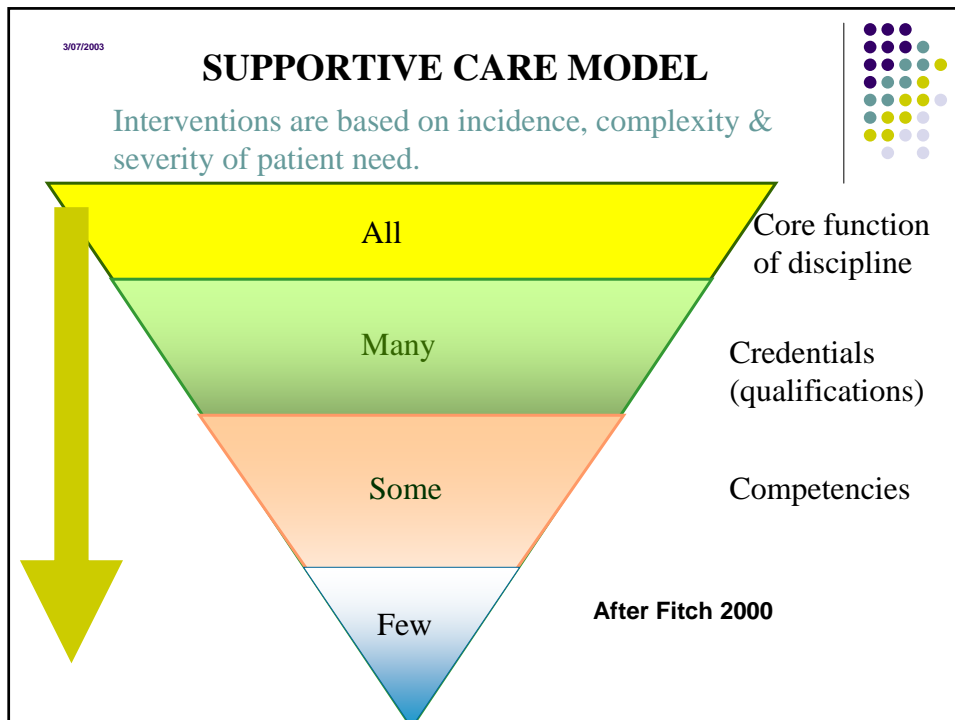 3/07/2003
SUPPORTIVE CARE MODEL
Interventions are based on incidence, complexity &
severity of patient need.
All
Core function
of discipline
Many
Credentials
(qualifications)
Some
Competencies
Few
After Fitch 2000